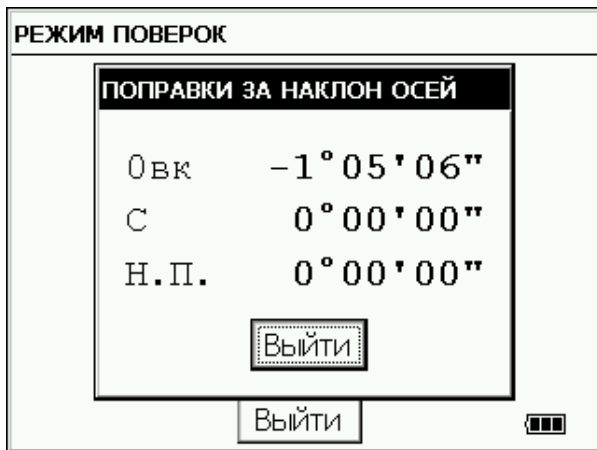 РЕЖИМ ПОВЕРОК
ПОПРАВКИ ЗА НАКЛОН ОСЕЙ
0вк -1°05'06"
С 0°00'00"
Н.П. 0°00'00"
Выйти
Выйти